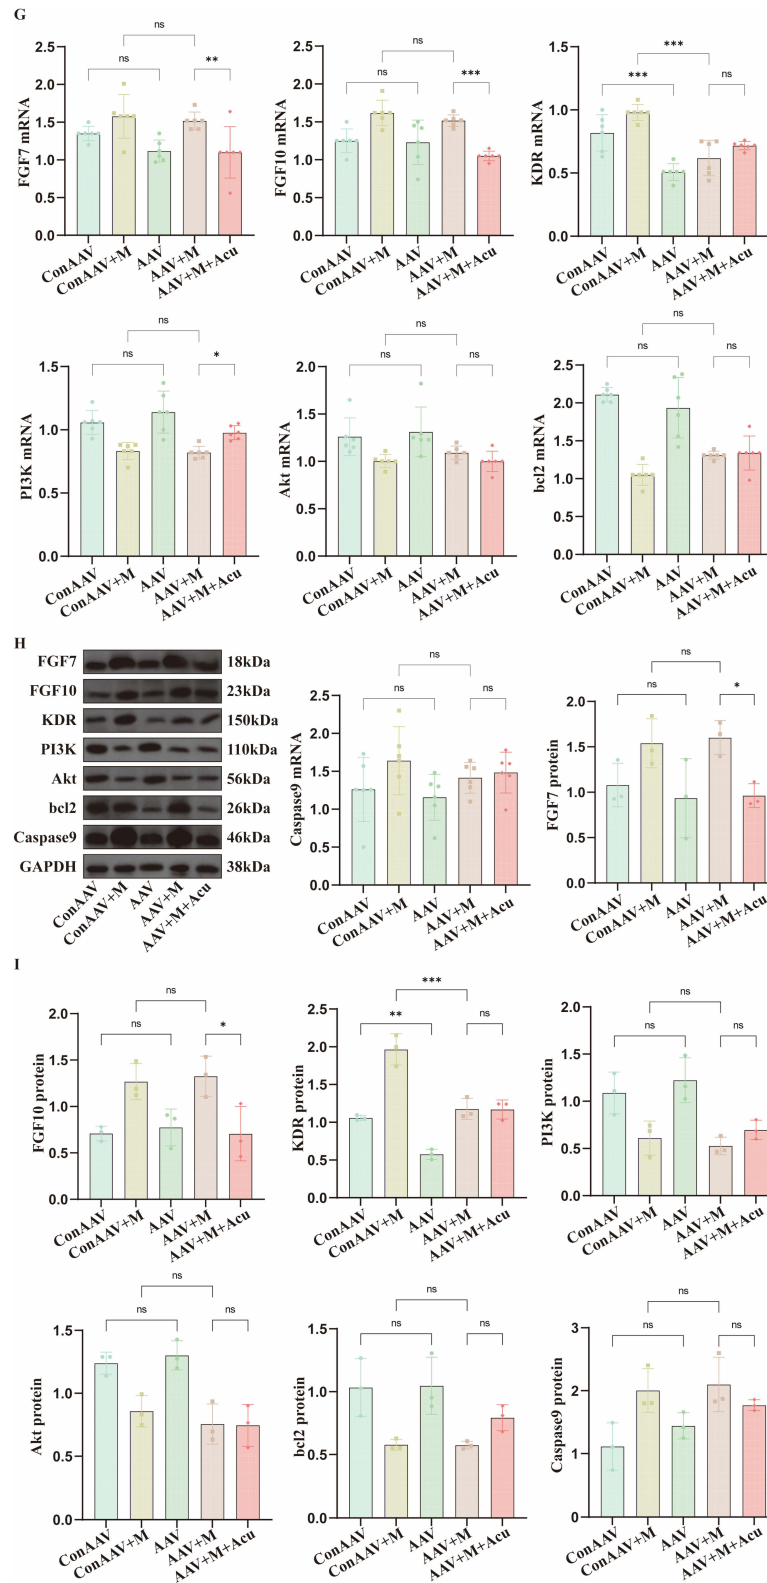 G
ns
ns
**
FGF7 mRNA
2.5
2.0
1.5
1.0
0.5
0.0
ConAAV
ConAAV+M
AAV
AAV+M
AAV+M+Acu
ns
ns
***
FGF10 mRNA
2.5
2.0
1.5
1.0
0.5
0.0
ConAAV
ConAAV+M
AAV
AAV+M
AAV+M+Acu
***
***
ns
KDR mRNA
1.5
1.0
0.5
0.0
ConAAV
ConAAV+M
AAV
AAV+M
AAV+M+Acu
ns
ns
*
PI3K mRNA
1.5
1.0
0.5
0.0
ConAAV
ConAAV+M
AAV
AAV+M
AAV+M+Acu
ns
ns
ns
Akt mRNA
2.0
1.5
1.0
0.5
0.0
ConAAV
ConAAV+M
AAV
AAV+M
AAV+M+Acu
ns
ns
ns
bcl2 mRNA
2.5
2.0
1.5
1.0
0.5
0.0
ConAAV
ConAAV+M
AAV
AAV+M
AAV+M+Acu
H
FGF7 18kDa
FGF10 23kDa
KDR 150kDa
PI3K 110kDa
Akt 56kDa
bcl2 26kDa
Caspase9 46kDa
GAPDH 38kDa
ConAAV
ConAAV+M
AAV
AAV+M
AAV+M+Acu
ns
ns
ns
Caspase9 mRNA
2.5
2.0
1.5
1.0
0.5
0.0
ConAAV
ConAAV+M
AAV
AAV+M
AAV+M+Acu
ns
ns
*
FGF7 protein
2.0
1.5
1.0
0.5
0.0
ConAAV
ConAAV+M
AAV
AAV+M
AAV+M+Acu
I
ns
ns
*
FGF10 protein
2.0
1.5
1.0
0.5
0.0
ConAAV
ConAAV+M
AAV
AAV+M
AAV+M+Acu
***
**
ns
KDR protein
2.5
2.0
1.5
1.0
0.5
0.0
ConAAV
ConAAV+M
AAV
AAV+M
AAV+M+Acu
ns
ns
ns
PI3K protein
2.0
1.5
1.0
0.5
0.0
ConAAV
ConAAV+M
AAV
AAV+M
AAV+M+Acu
ns
ns
ns
Akt protein
1.5
1.0
0.5
0.0
ConAAV
ConAAV+M
AAV
AAV+M
AAV+M+Acu
ns
ns
ns
bcl2 protein
1.5
1.0
0.5
0.0
ConAAV
ConAAV+M
AAV
AAV+M
AAV+M+Acu
ns
ns
ns
Caspase9 protein
3
2
1
0
ConAAV
ConAAV+M
AAV
AAV+M
AAV+M+Acu